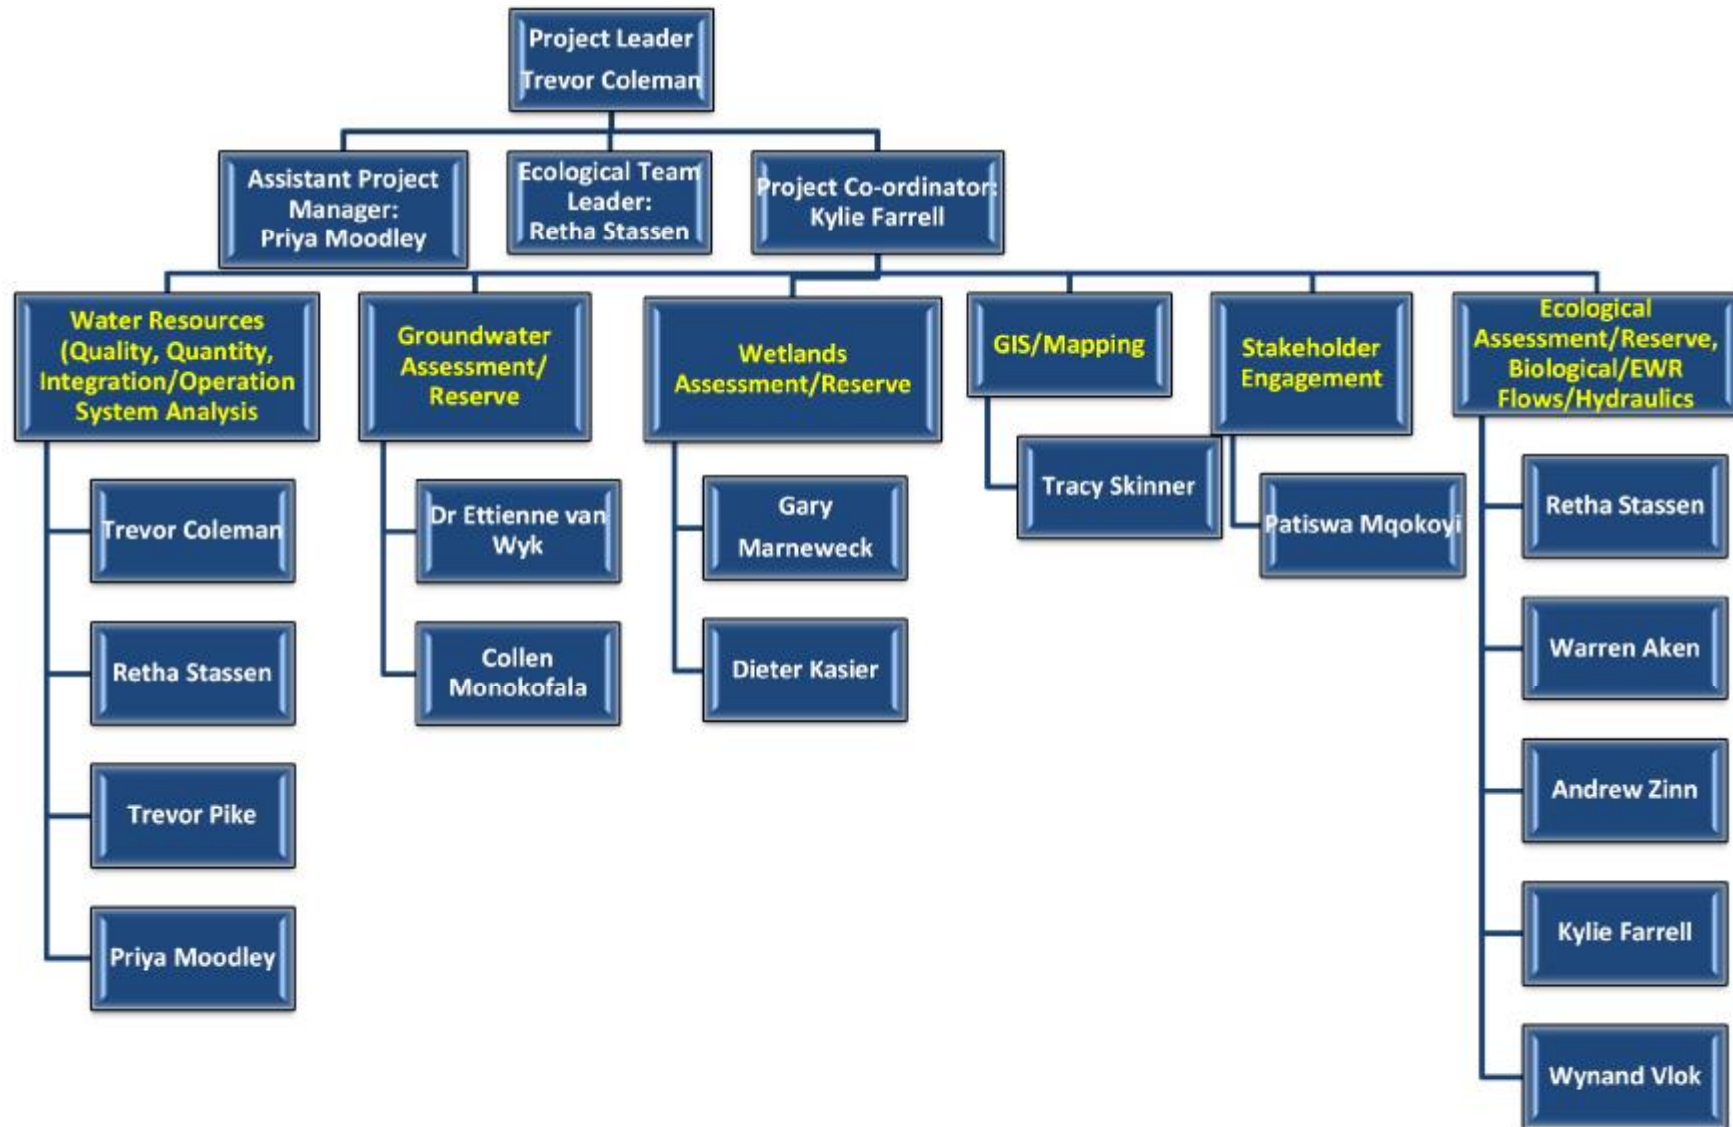 Project Leader
Trevor Coleman
Assistant Project
Manager:
Priya Moodley
Ecological Team
Leader:
Retha Stassen
Project Co-ordinator:
Kylie Farrell
Water Resources
(Quality, Quantity,
Integration/Operation
System Analysis
Trevor Coleman
Retha Stassen
Trevor Pike
Priya Moodley
Groundwater
Assessment/
Reserve
Dr Ettienne van
Wyk
Collen
Monokofala
Wetlands
Assessment/Reserve
Gary
Marneweck
Dieter Kasier
GIS/Mapping
Tracy Skinner
Stakeholder
Engagement
Patiswa Mqokoyi
Ecological
Assessment/Reserve,
Biological/EWR
Flows/Hydraulics
Retha Stassen
Warren Aken
Andrew Zinn
Kylie Farrell
Wynand Vlok